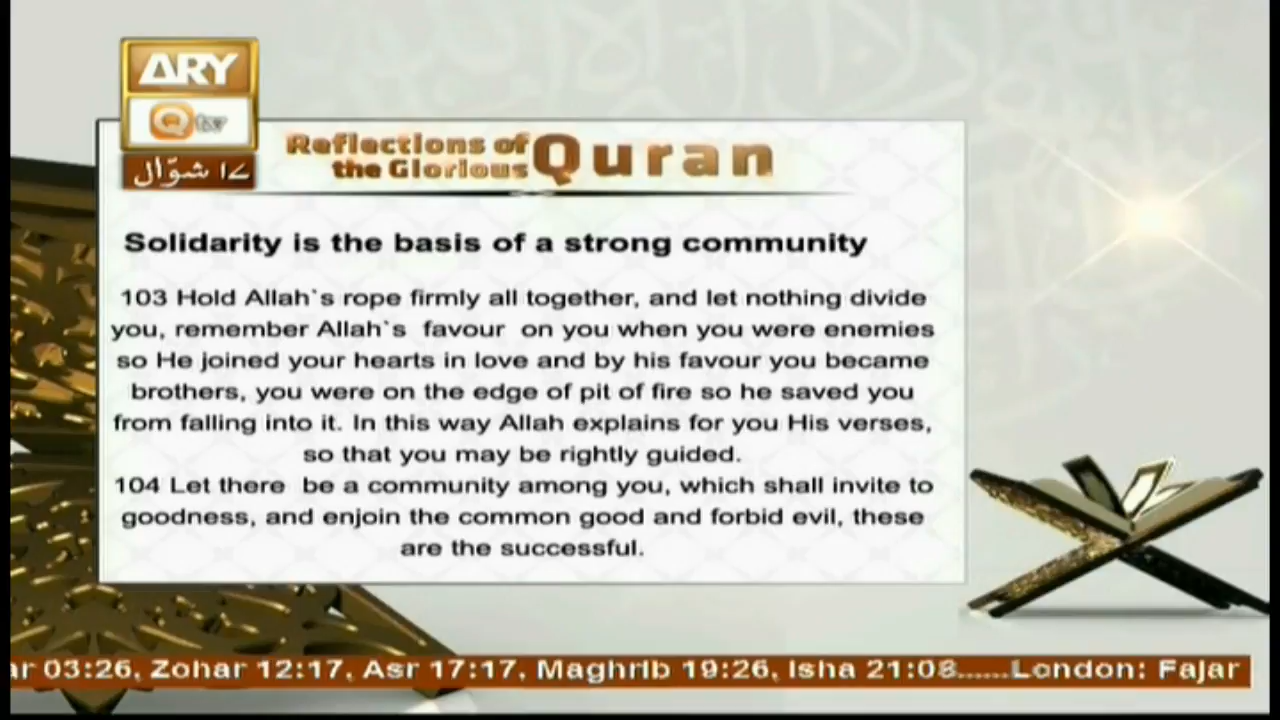 ARY
Q tv
۱۷ شوّال
Reflections of
the Glorious Quran
Solidarity is the basis of a strong community
103 Hold Allah`s rope firmly all together, and let nothing divide
you, remember Allah`s favour on you when you were enemies
so He joined your hearts in love and by his favour you became
brothers, you were on the edge of pit of fire so he saved you
from falling into it. In this way Allah explains for you His verses,
so that you may be rightly guided.
104 Let there be a community among you, which shall invite to
goodness, and enjoin the common good and forbid evil, these
are the successful.
ar 03:26, Zohar 12:17, Asr 17:17, Maghrib 19:26, Isha 21:08......London: Fajar